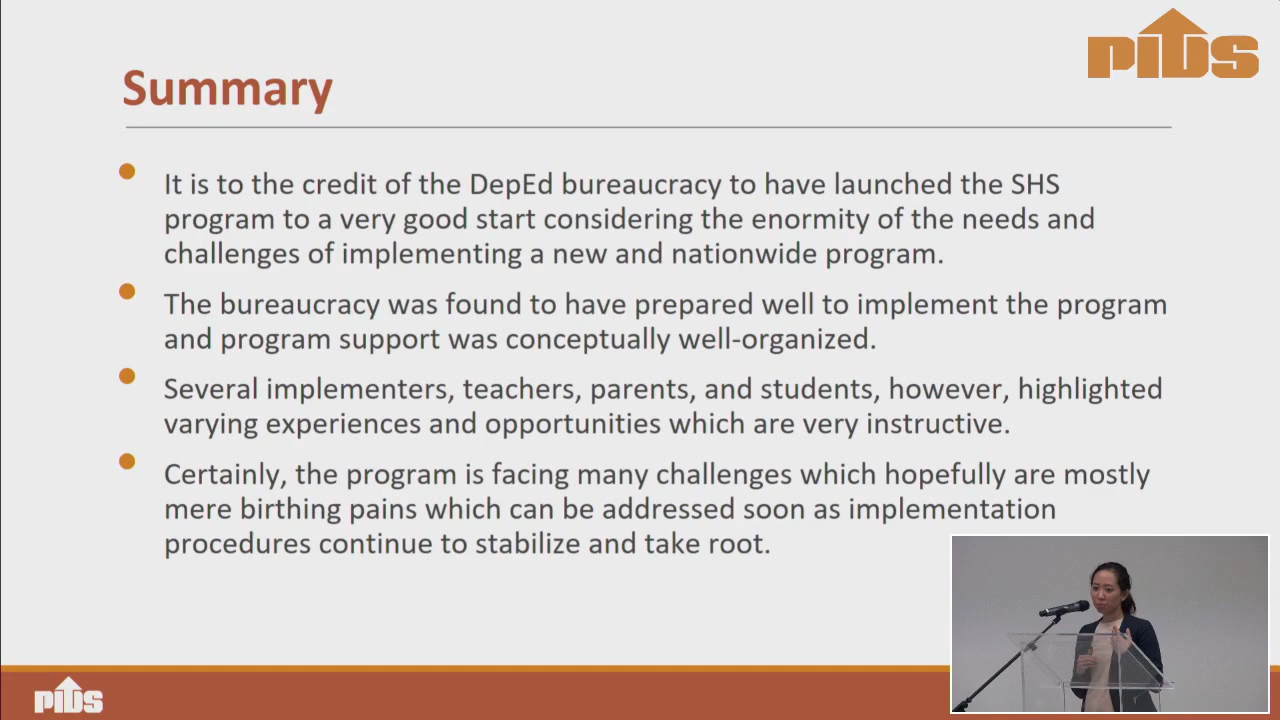 PIDS
Summary
It is to the credit of the DepEd bureaucracy to have launched the SHS
program to a very good start considering the enormity of the needs and
challenges of implementing a new and nationwide program.
The bureaucracy was found to have prepared well to implement the program
and program support was conceptually well-organized.
Several implementers, teachers, parents, and students, however, highlighted
varying experiences and opportunities which are very instructive.
Certainly, the program is facing many challenges which hopefully are mostly
mere birthing pains which can be addressed soon as implementation
procedures continue to stabilize and take root.
PIDS